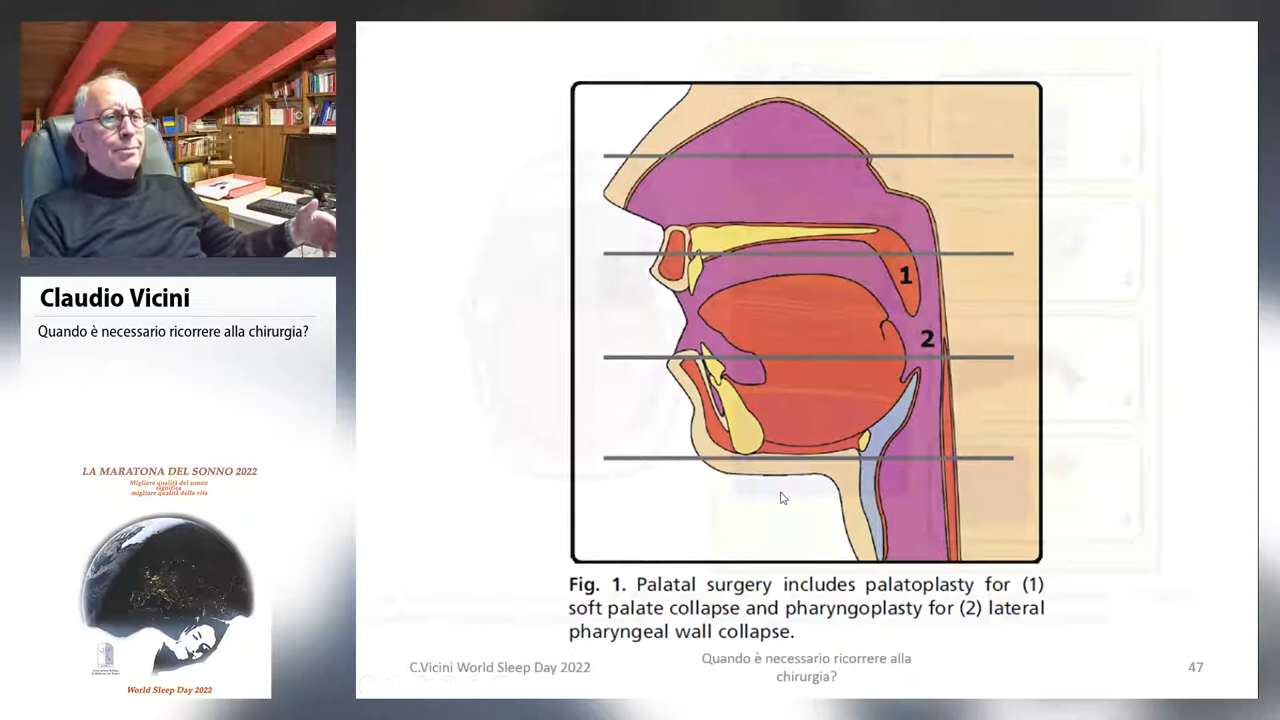 Claudio Vicini
Quando è necessario ricorrere alla chirurgia?
LA MARATONA DEL SONNO 2022
Migliore qualità del sonno
significa
migliore qualità della vita
World Sleep Day 2022
1
2
Fig. 1. Palatal surgery includes palatoplasty for (1)
soft palate collapse and pharyngoplasty for (2) lateral
pharyngeal wall collapse.
C.Vicini World Sleep Day 2022
Quando è necessario ricorrere alla
chirurgia?
47